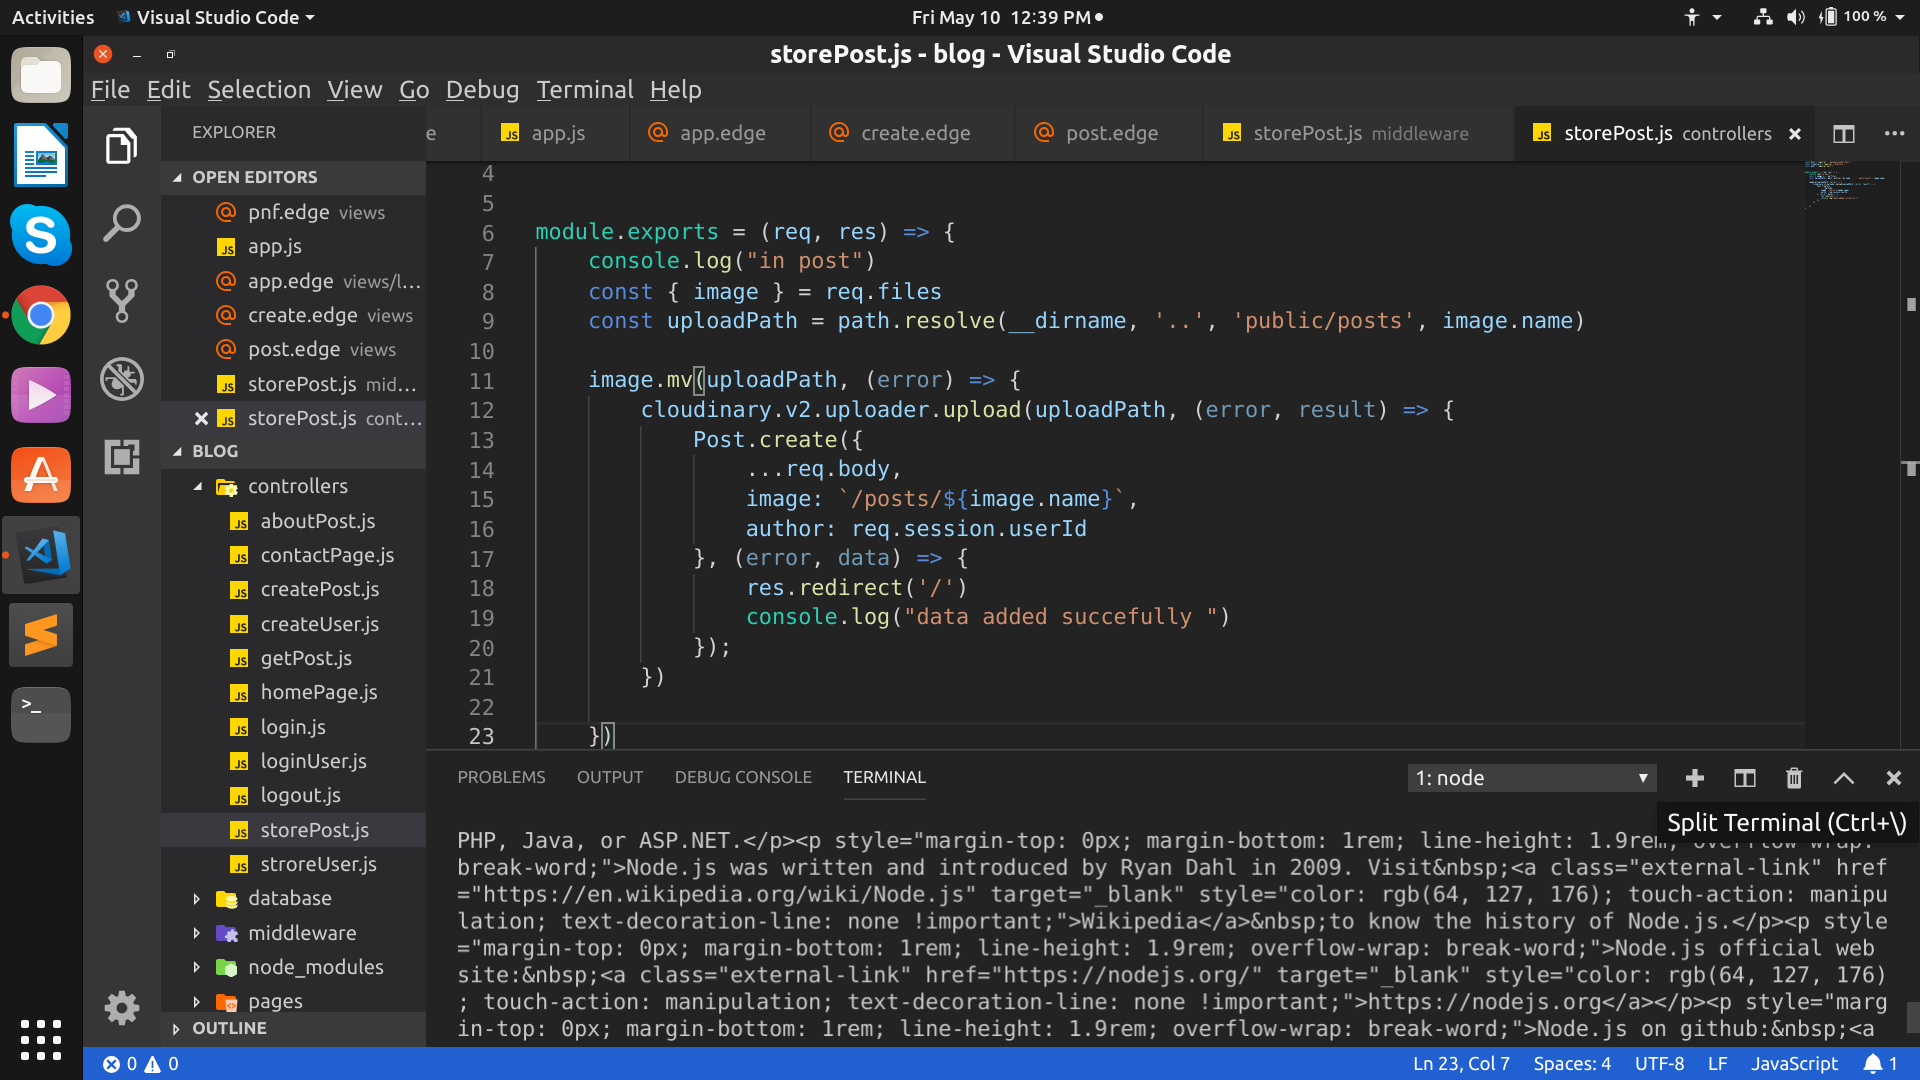 Activities
Visual Studio Code
Fri May 10 12:39 PM
100 %
storePost.js - blog - Visual Studio Code
File Edit Selection View Go Debug Terminal Help
EXPLORER
e
app.js
app.edge
create.edge
post.edge
storePost.js middleware
storePost.js controllers
OPEN EDITORS
pnf.edge views
app.js
app.edge views/l...
create.edge views
post.edge views
storePost.js mid...
storePost.js cont...
BLOG
controllers
aboutPost.js
contactPage.js
createPost.js
createUser.js
getPost.js
homePage.js
login.js
loginUser.js
logout.js
storePost.js
stroreUser.js
database
middleware
node_modules
pages
OUTLINE
4
5
6 module.exports = (req, res) => {
7 console.log("in post")
8 const { image } = req.files
9 const uploadPath = path.resolve(__dirname, '..', 'public/posts', image.name)
10
11 image.mv(uploadPath, (error) => {
12 cloudinary.v2.uploader.upload(uploadPath, (error, result) => {
13 Post.create({
14 ...req.body,
15 image: `/posts/${image.name}`,
16 author: req.session.userId
17 }, (error, data) => {
18 res.redirect('/')
19 console.log("data added succefully ")
20 });
21 })
22
23 })
PROBLEMS OUTPUT DEBUG CONSOLE TERMINAL
1: node
Split Terminal (Ctrl+\)
PHP, Java, or ASP.NET.</p><p style="margin-top: 0px; margin-bottom: 1rem; line-height: 1.9rem; overflow-wrap:
break-word;">Node.js was written and introduced by Ryan Dahl in 2009. Visit&nbsp;<a class="external-link" href
="https://en.wikipedia.org/wiki/Node.js" target="_blank" style="color: rgb(64, 127, 176); touch-action: manipu
lation; text-decoration-line: none !important;">Wikipedia</a>&nbsp;to know the history of Node.js.</p><p style
="margin-top: 0px; margin-bottom: 1rem; line-height: 1.9rem; overflow-wrap: break-word;">Node.js official web
site:&nbsp;<a class="external-link" href="https://nodejs.org/" target="_blank" style="color: rgb(64, 127, 176)
; touch-action: manipulation; text-decoration-line: none !important;">https://nodejs.org</a></p><p style="marg
in-top: 0px; margin-bottom: 1rem; line-height: 1.9rem; overflow-wrap: break-word;">Node.js on github:&nbsp;<a
0 0
Ln 23, Col 7
Spaces: 4
UTF-8
LF
JavaScript
1